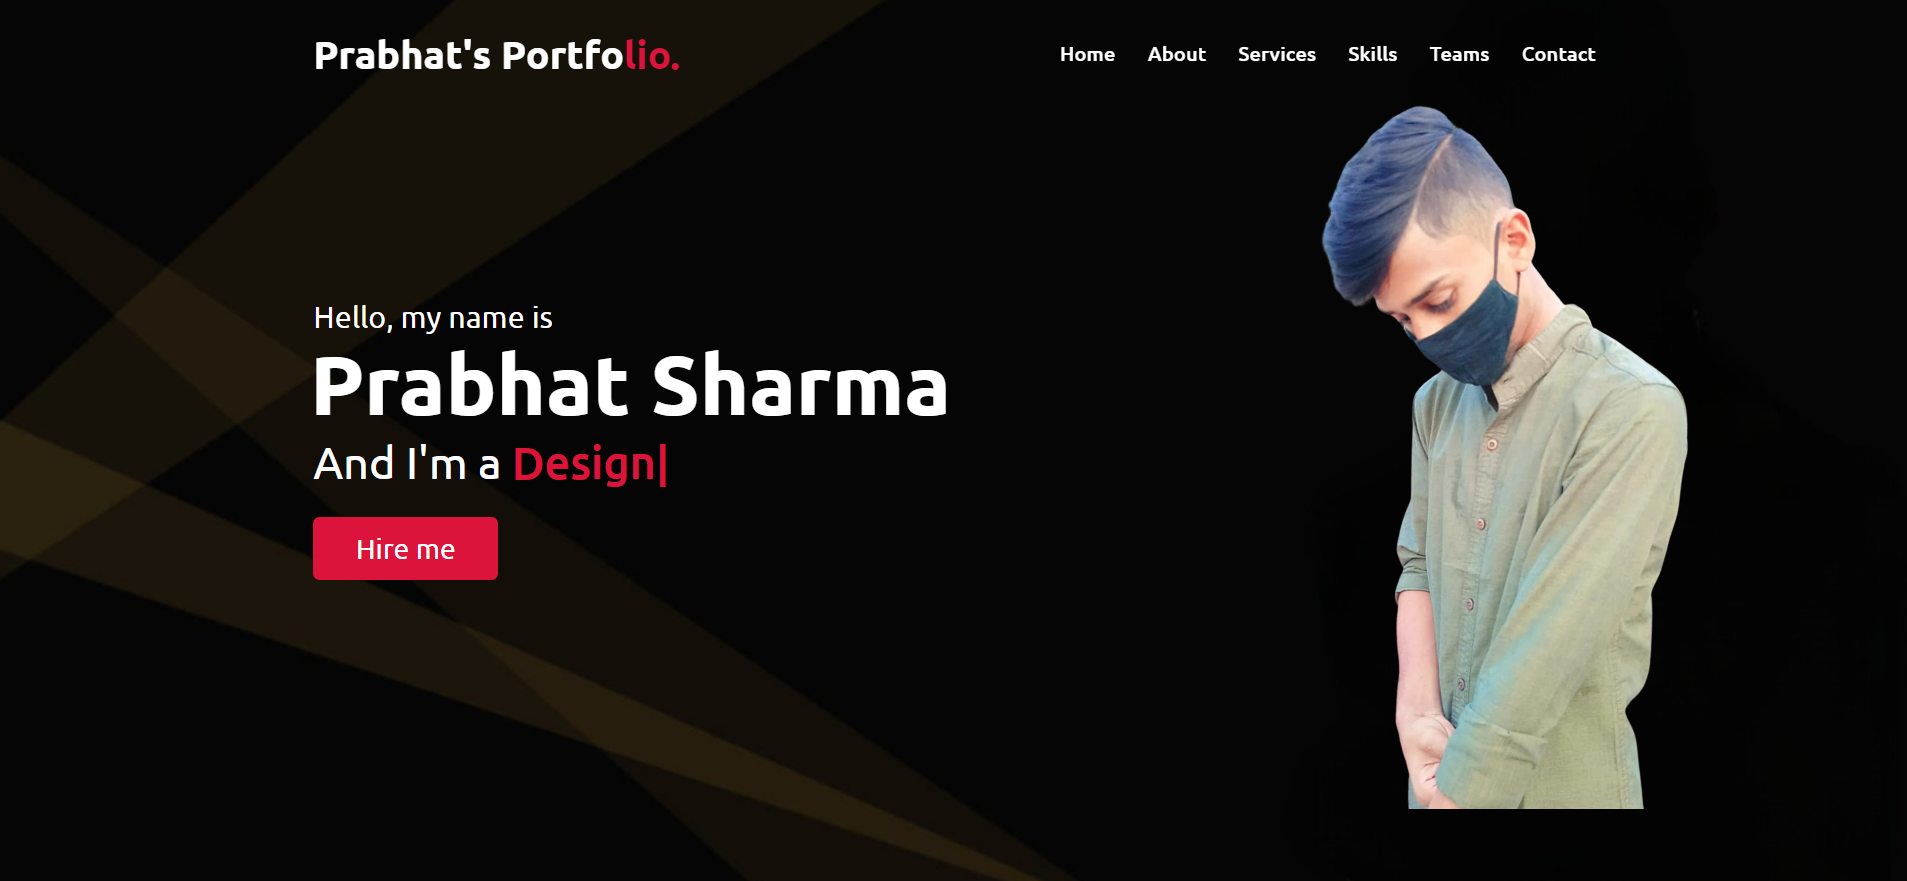 Prabhat's Portfolio.
Home About Services Skills Teams Contact
Hello, my name is
Prabhat Sharma
And I'm a Design|
Hire me